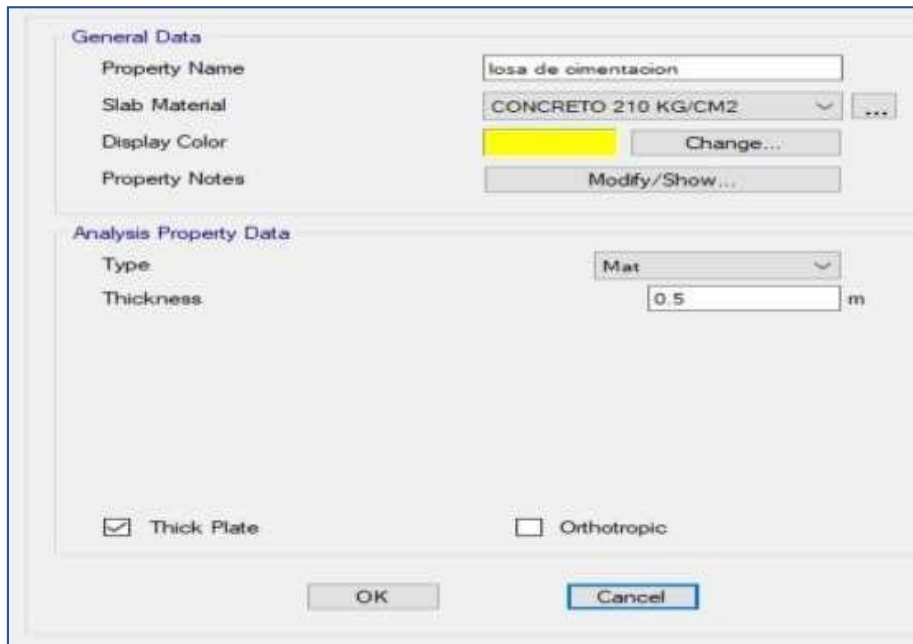 General Data
Property Name losa de cimentacion
Slab Material CONCRETO 210 KG/CM2 ...
Display Color Change...
Property Notes Modify/Show...
Analysis Property Data
Type Mat
Thickness 0.5 m
Thick Plate Orthotropic
OK Cancel